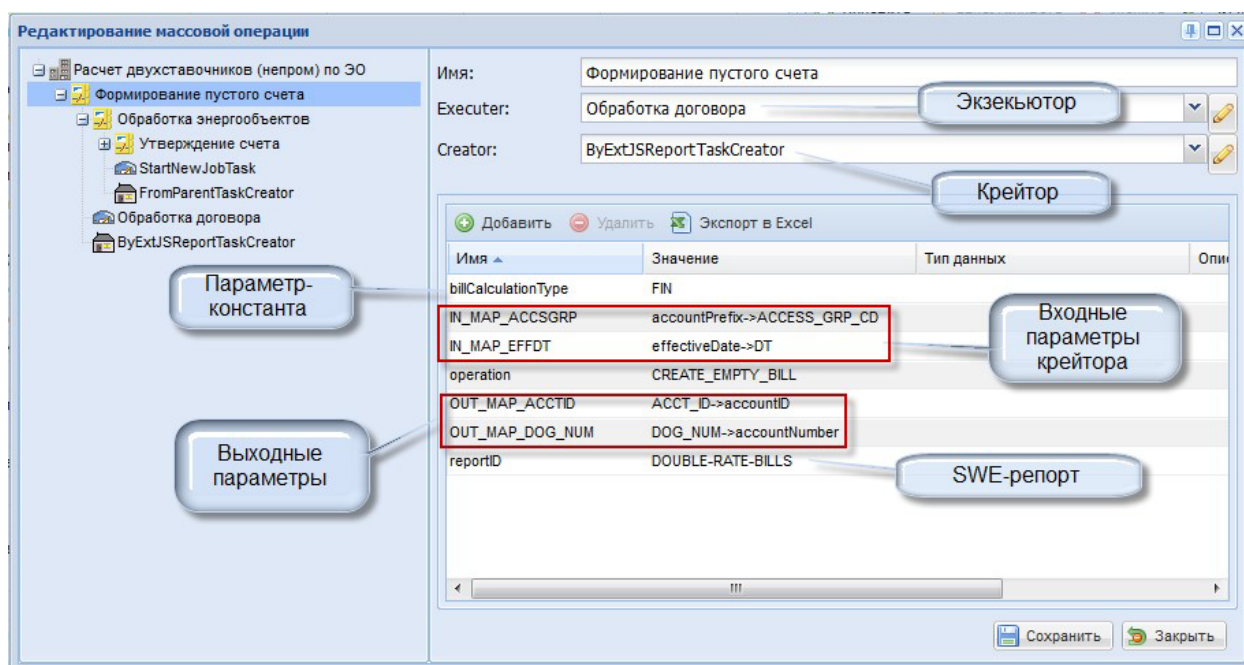 Редактирование массовой операции
Расчет двухставочников (непром) по ЭО
Формирование пустого счета
Обработка энергообъектов
Утверждение счета
StartNewJobTask
FromParentTaskCreator
Обработка договора
ByExtJSReportTaskCreator
Имя: Формирование пустого счета
Executer: Обработка договора
Экзекьютор
Creator: ByExtJSReportTaskCreator
Крейтор
Добавить Удалить Экспорт в Excel
Имя Значение Тип данных Опи
billCalculationType FIN
IN_MAP_ACCSGRP accountPrefix->ACCESS_GRP_CD
IN_MAP_EFFDT effectiveDate->DT
operation CREATE_EMPTY_BILL
OUT_MAP_ACCTID ACCT_ID->accountID
OUT_MAP_DOG_NUM DOG_NUM->accountNumber
reportID DOUBLE-RATE-BILLS
Параметр-
константа
Входные
параметры
крейтора
Выходные
параметры
SWE-репорт
Сохранить Закрыть